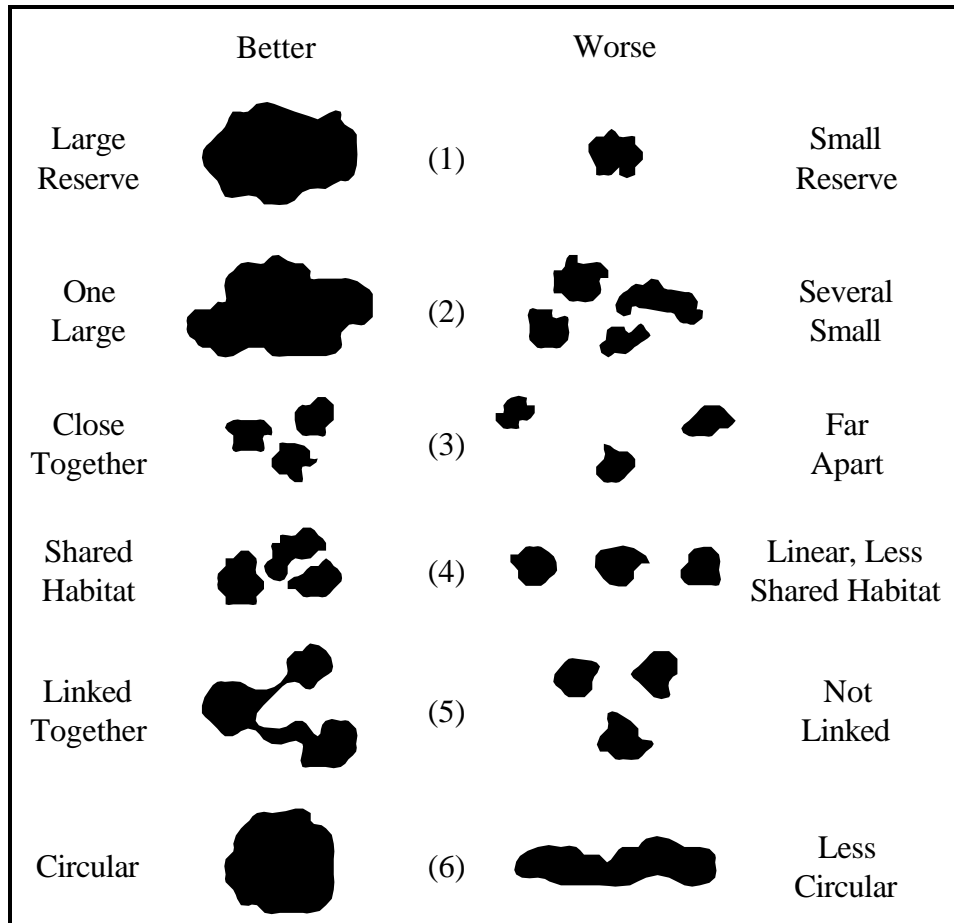 Better Worse
Large
Reserve
(1)
Small
Reserve
One
Large
(2)
Several
Small
Close
Together
(3)
Far
Apart
Shared
Habitat
(4)
Linear, Less
Shared Habitat
Linked
Together
(5)
Not
Linked
Circular
(6)
Less
Circular